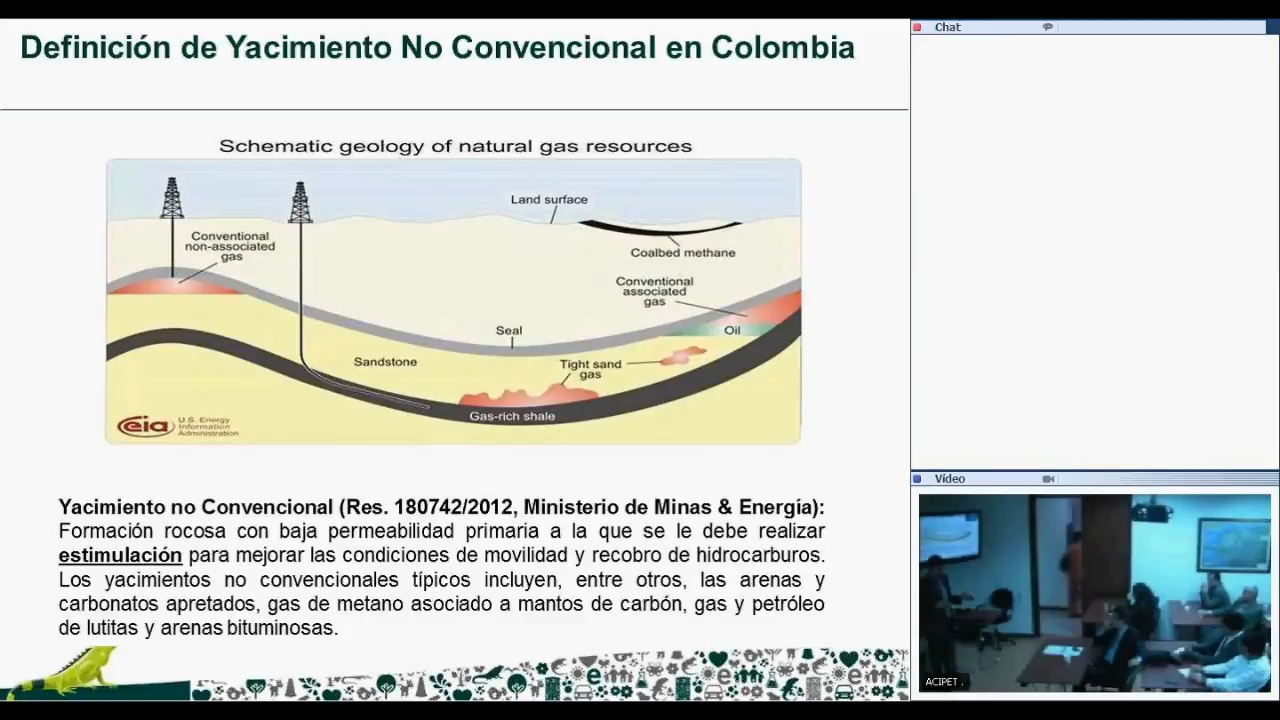 Definición de Yacimiento No Convencional en Colombia
Schematic geology of natural gas resources
Land surface
Conventional
non-associated
gas
Coalbed methane
Conventional
associated
gas
Seal
Oil
Sandstone
Tight sand
gas
Gas-rich shale
eia
U.S. Energy
Information
Administration
Yacimiento no Convencional (Res. 180742/2012, Ministerio de Minas & Energía):
Formación rocosa con baja permeabilidad primaria a la que se le debe realizar
estimulación para mejorar las condiciones de movilidad y recobro de hidrocarburos.
Los yacimientos no convencionales típicos incluyen, entre otros, las arenas y
carbonatos apretados, gas de metano asociado a mantos de carbón, gas y petróleo
de lutitas y arenas bituminosas.
Chat
Vídeo
ACIPET .